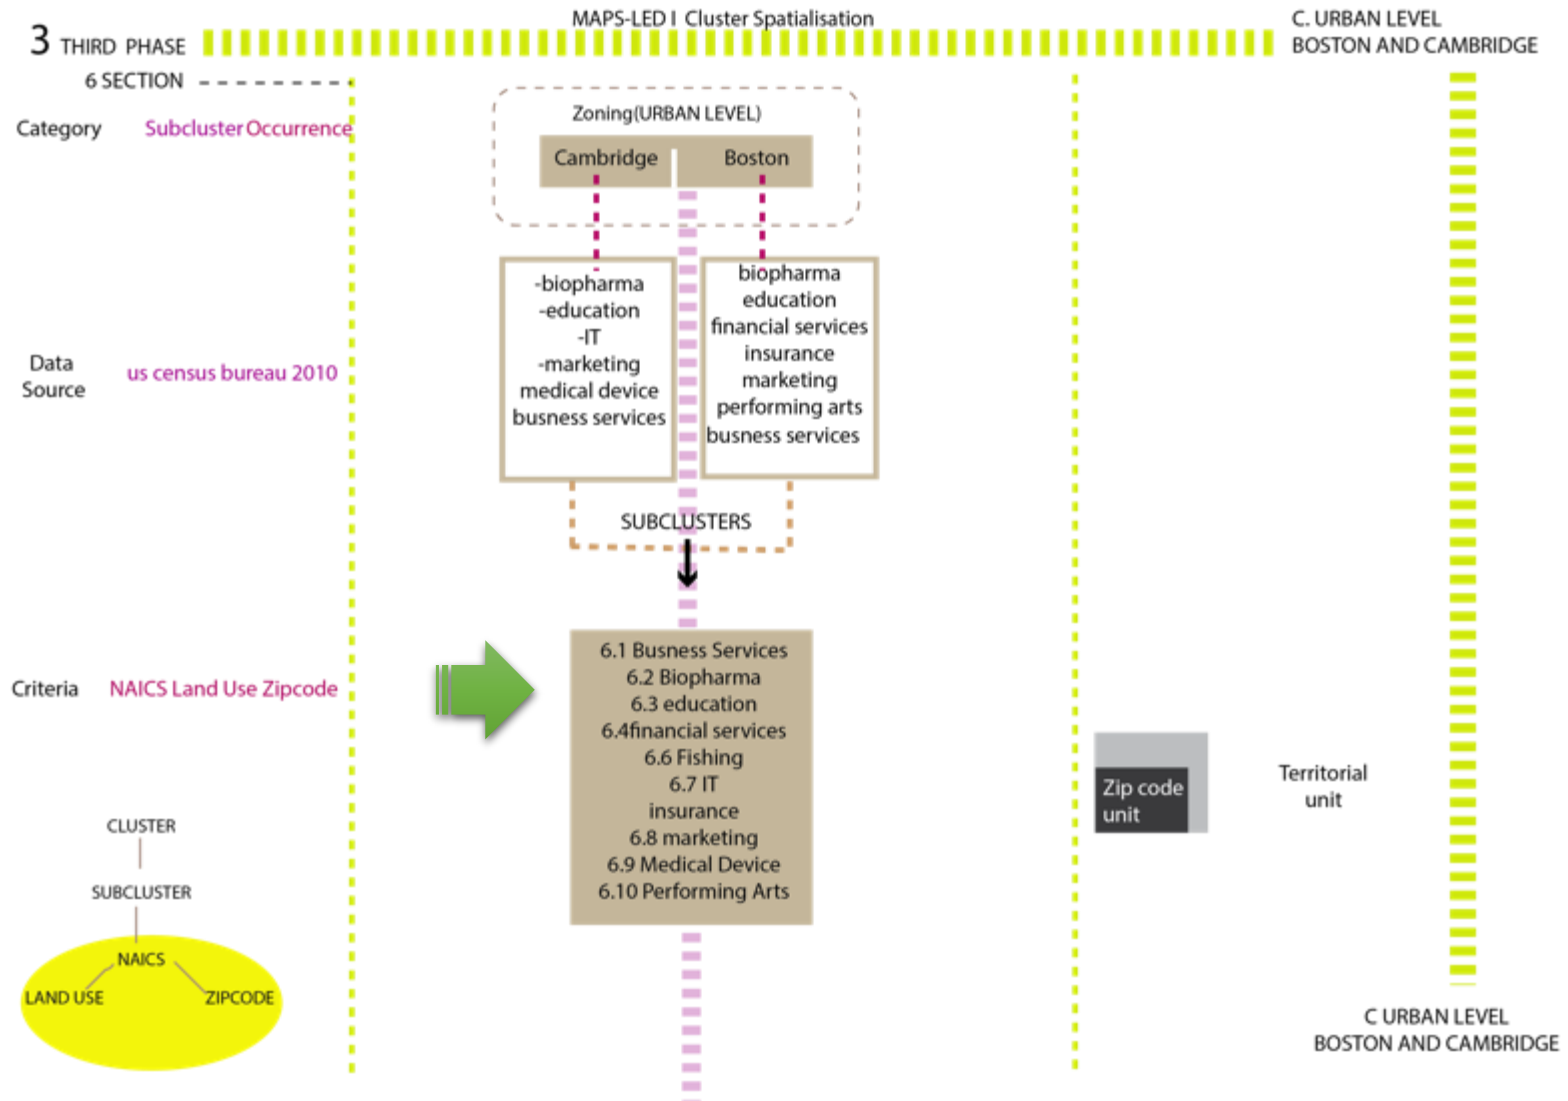 MAPS-LED I Cluster Spatialisation
3 THIRD PHASE
C. URBAN LEVEL
BOSTON AND CAMBRIDGE
6 SECTION
Category
Subcluster Occurrence
Zoning(URBAN LEVEL)
Cambridge
Boston
-biopharma
-education
-IT
-marketing
medical device
busness services
biopharma
education
financial services
insurance
marketing
performing arts
busness services
Data
Source
us census bureau 2010
SUBCLUSTERS
Criteria
NAICS Land Use Zipcode
6.1 Busness Services
6.2 Biopharma
6.3 education
6.4financial services
6.6 Fishing
6.7 IT
insurance
6.8 marketing
6.9 Medical Device
6.10 Performing Arts
Zip code
unit
Territorial
unit
CLUSTER
SUBCLUSTER
NAICS
LAND USE
ZIPCODE
C URBAN LEVEL
BOSTON AND CAMBRIDGE